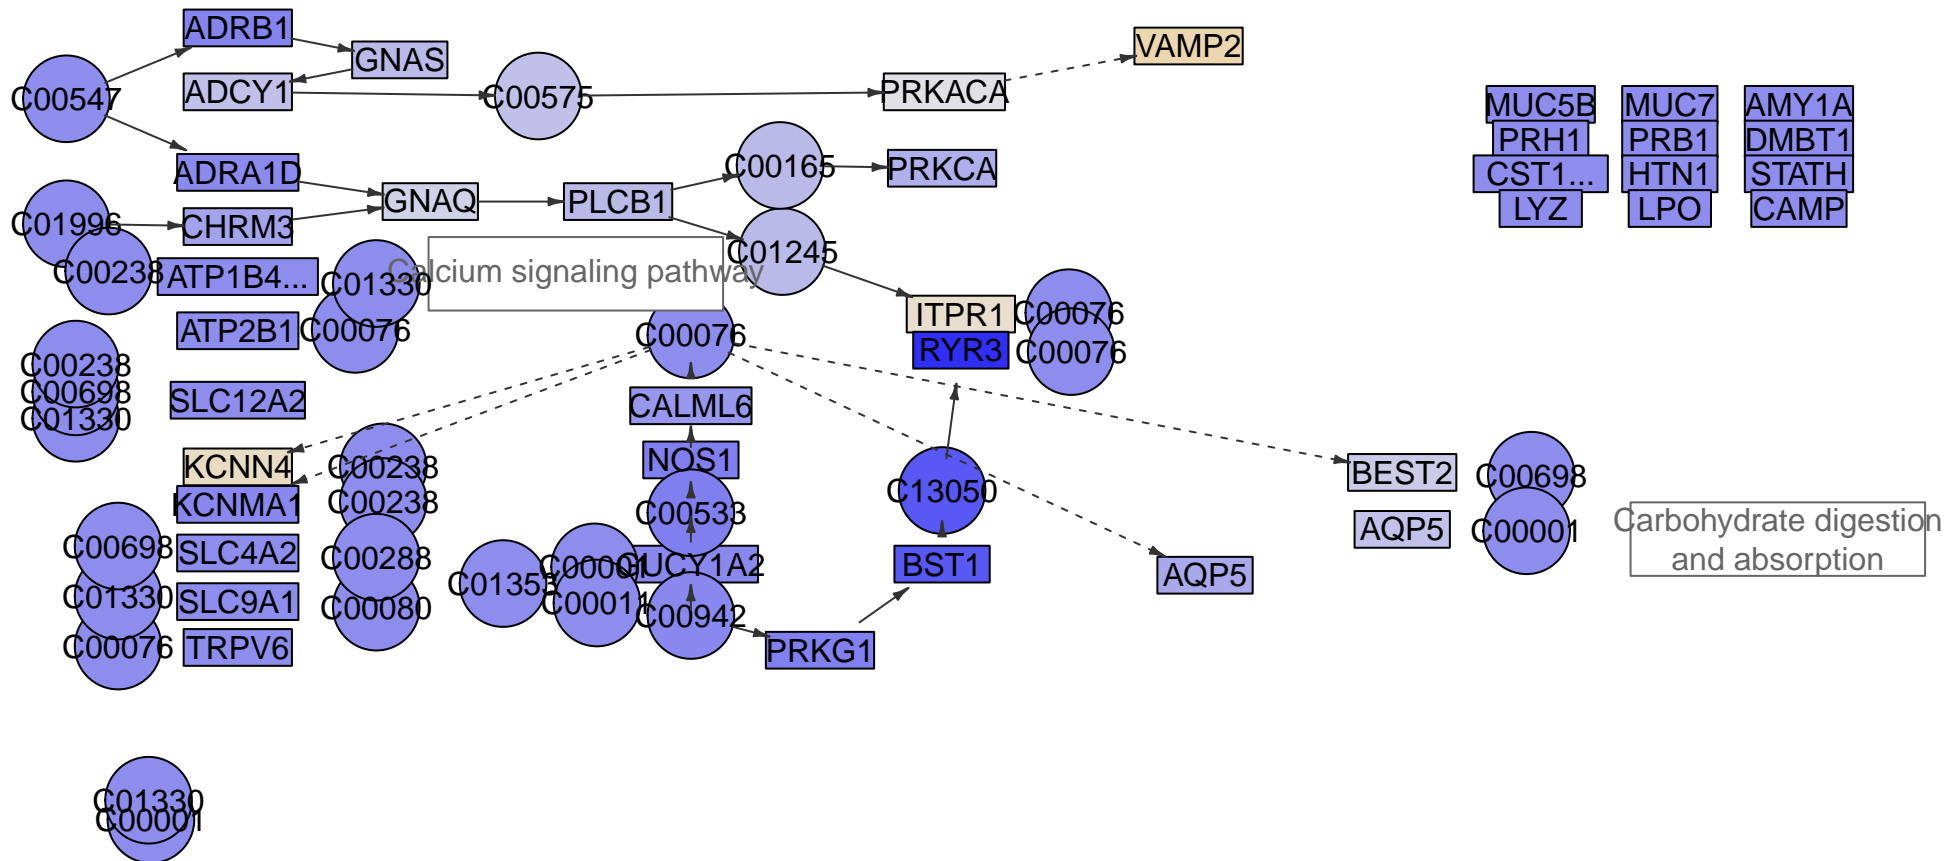 ADRB1
GNAS
VAMP2
C00547
ADCY1
C00575
PRKACA
MUC5B
MUC7
AMY1A
PRH1
PRB1
DMBT1
ADRA1D
C00165
PRKCA
CST1...
HTN1
STATH
GNAQ
PLCB1
LYZ
LPO
CAMP
C01996
CHRM3
C01245
C00238
ATP1B4...
C01330
Calcium signaling pathway
ATP2B1
C00076
C00076
ITPR1
C00076
RYR3
C00076
C00238
C00698
C01330
SLC12A2
CALML6
KCNN4
C00238
NOS1
BEST2
C00698
KCNMA1
C00238
C00533
C13050
AQP5
C00001
Carbohydrate digestion
and absorption
C00698
SLC4A2
C00288
C01353
C00001
GUCY1A2
BST1
AQP5
C01330
SLC9A1
C00080
C00011
C00942
C00076
TRPV6
PRKG1
C01330
C00001